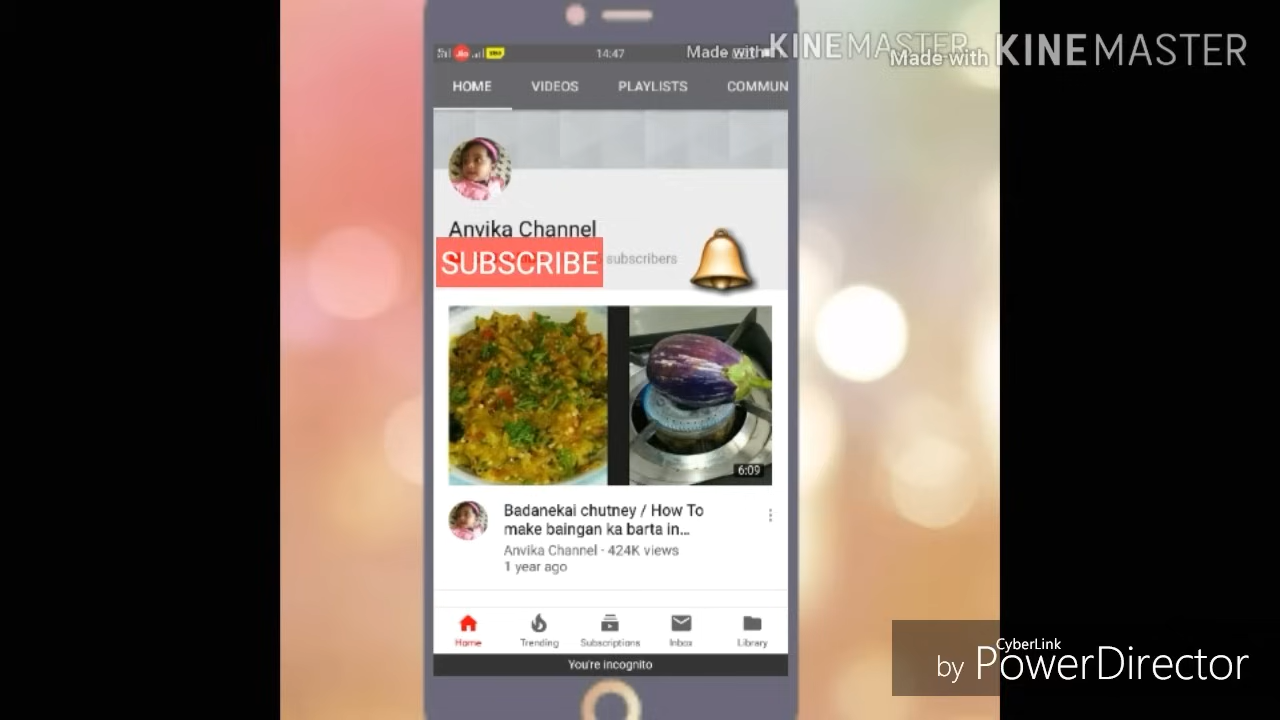 Jio
14:47
Made with KINEMASTER
Made with KINEMASTER
HOME VIDEOS PLAYLISTS COMMUN
Anvika Channel
SUBSCRIBE subscribers
6:09
Badanekai chutney / How To
make baingan ka barta in...
Anvika Channel · 424K views
1 year ago
Home Trending Subscriptions Inbox Library
You're incognito
CyberLink
by PowerDirector